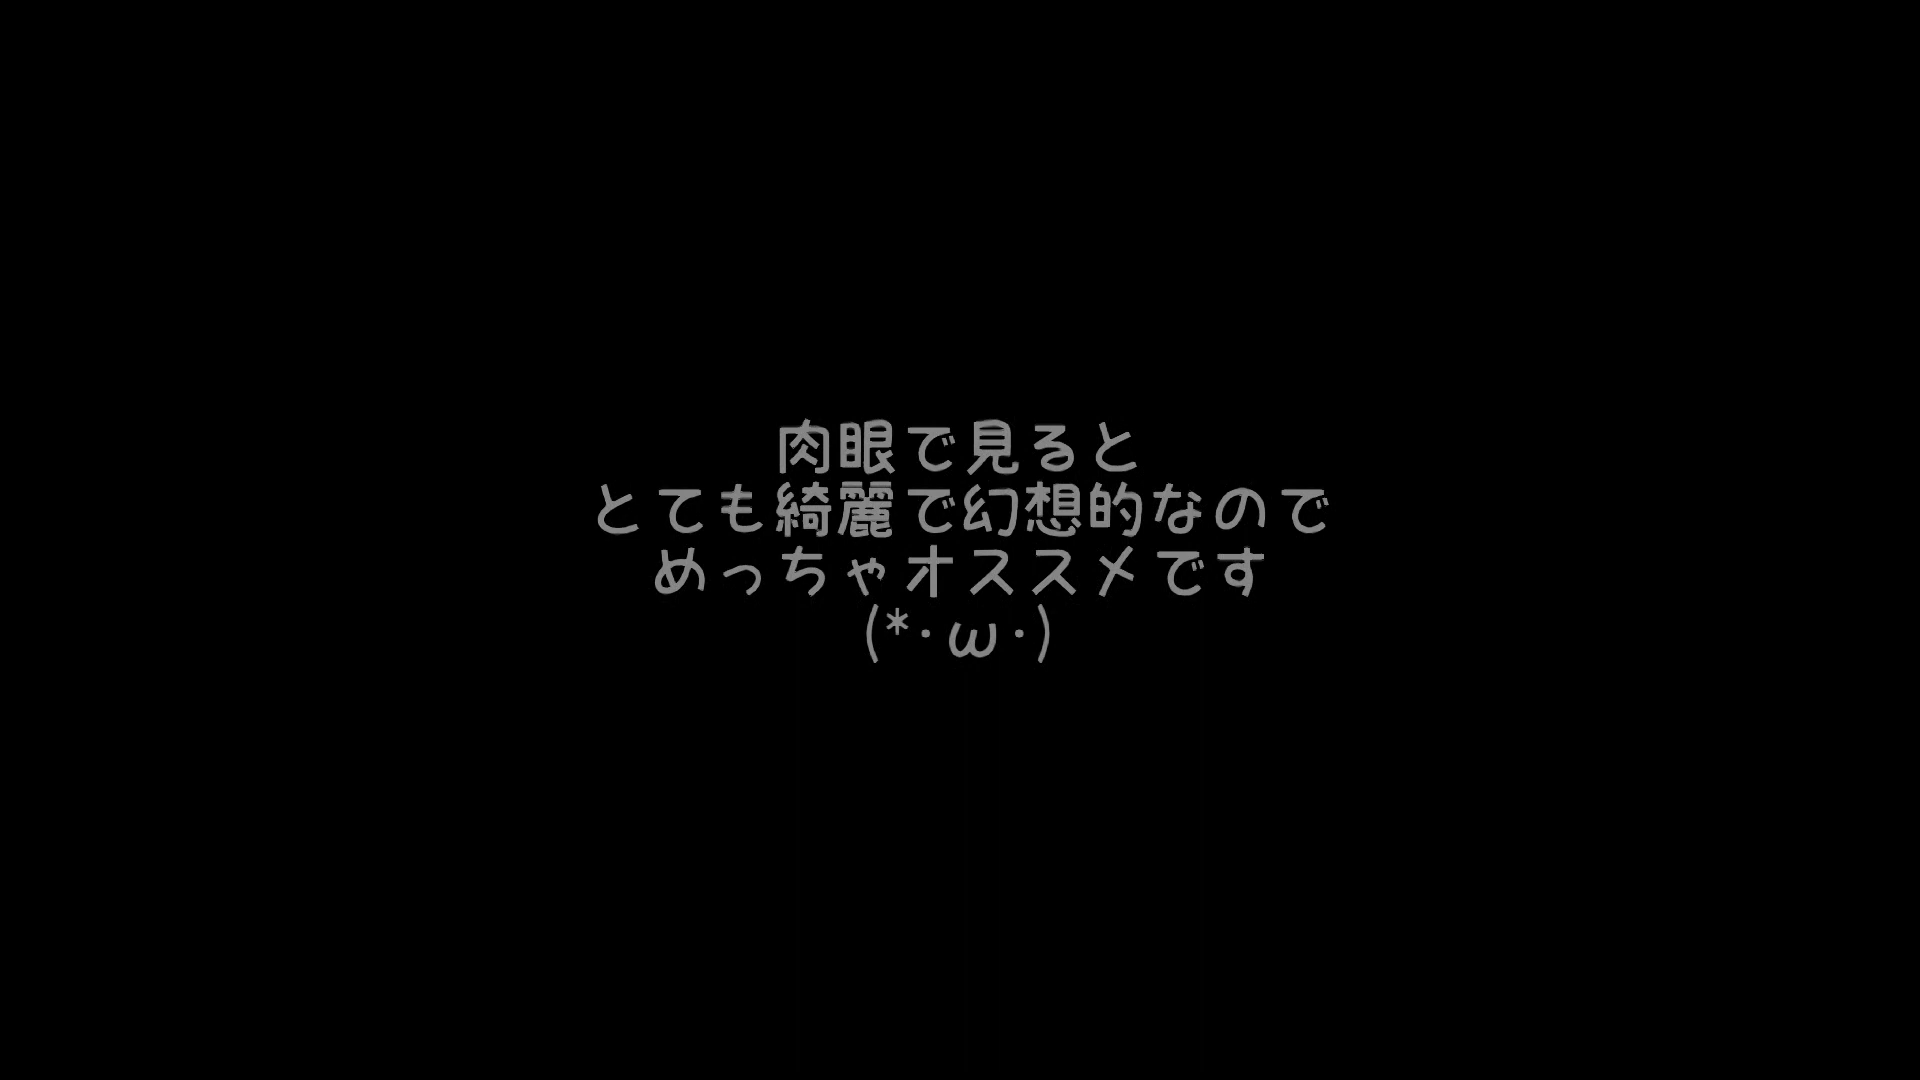 肉眼で見ると
とても綺麗で幻想的なので
めっちゃオススメです
(*･ω･)